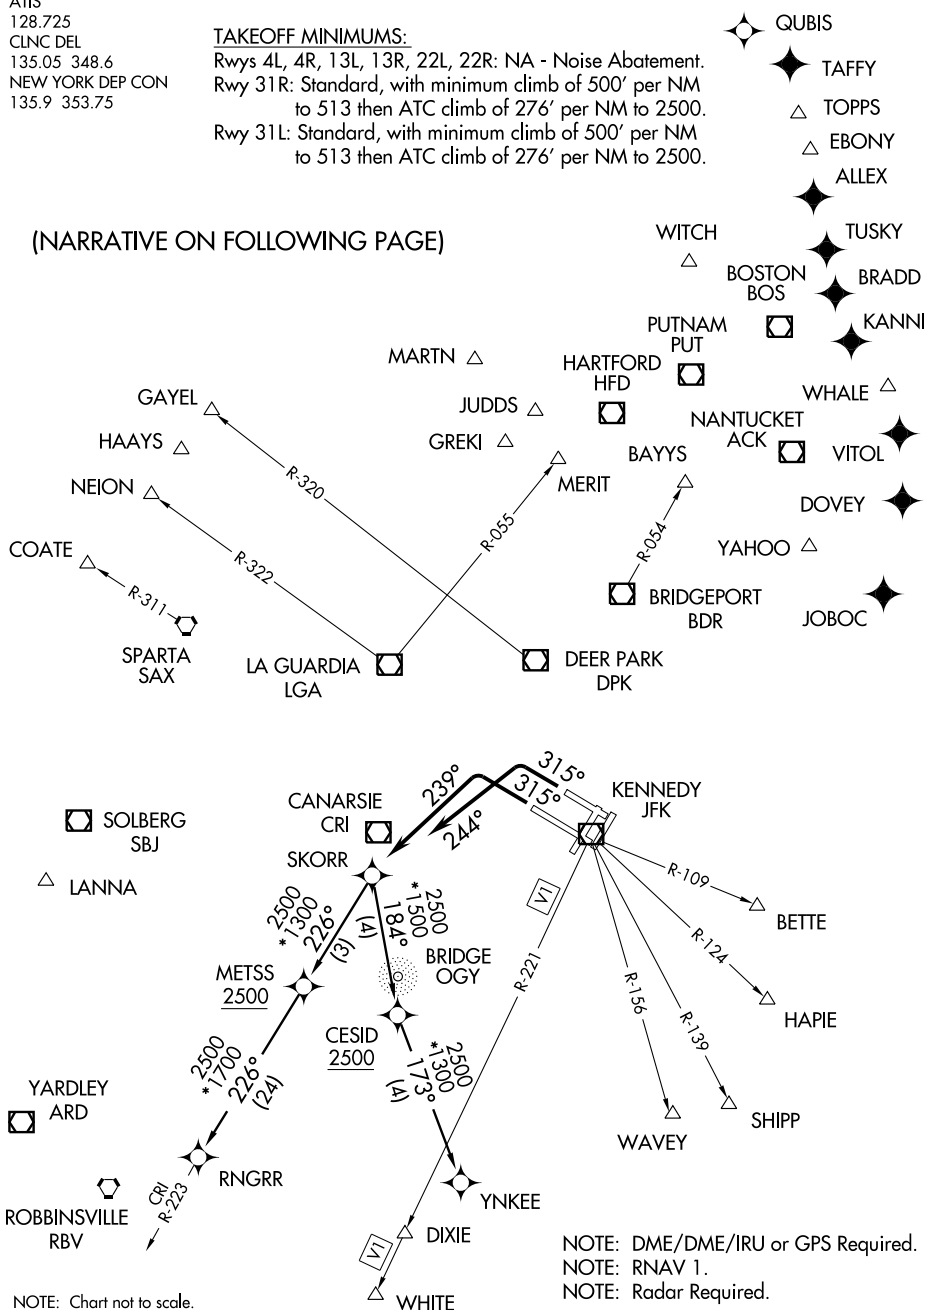 ATIS
128.725
CLNC DEL
135.05 348.6
NEW YORK DEP CON
135.9 353.75
TAKEOFF MINIMUMS:
Rwys 4L, 4R, 13L, 13R, 22L, 22R: NA - Noise Abatement.
Rwy 31R: Standard, with minimum climb of 500' per NM
to 513 then ATC climb of 276' per NM to 2500.
Rwy 31L: Standard, with minimum climb of 500' per NM
to 513 then ATC climb of 276' per NM to 2500.
QUBIS
TAFFY
TOPPS
EBONY
ALLEX
(NARRATIVE ON FOLLOWING PAGE)
WITCH
TUSKY
BOSTON
BOS
BRADD
PUTNAM
PUT
KANNI
MARTN
HARTFORD
HFD
GAYEL
JUDDS
WHALE
HAAYS
GREKI
NANTUCKET
ACK
VITOL
BAYYS
NEION
R-320
MERIT
DOVEY
R-055
R-054
COATE
R-322
YAHOO
R-311
BRIDGEPORT
BDR
JOBOC
SPARTA
SAX
LA GUARDIA
LGA
DEER PARK
DPK
315°
315°
239°
244°
KENNEDY
JFK
CANARSIE
CRI
SOLBERG
SBJ
SKORR
LANNA
R-109
V1
BETTE
2500
*1300
226°
(3)
2500
*1500
184°
(4)
R-124
BRIDGE
OGY
METSS
2500
R-221
R-156
R-139
HAPIE
CESID
2500
2500
*1700
226°
(24)
2500
*1300
173°
(4)
YARDLEY
ARD
WAVEY
SHIPP
RNGRR
CRI
R-223
YNKEE
ROBBINSVILLE
RBV
DIXIE
V1
WHITE
NOTE: DME/DME/IRU or GPS Required.
NOTE: RNAV 1.
NOTE: Radar Required.
NOTE: Chart not to scale.